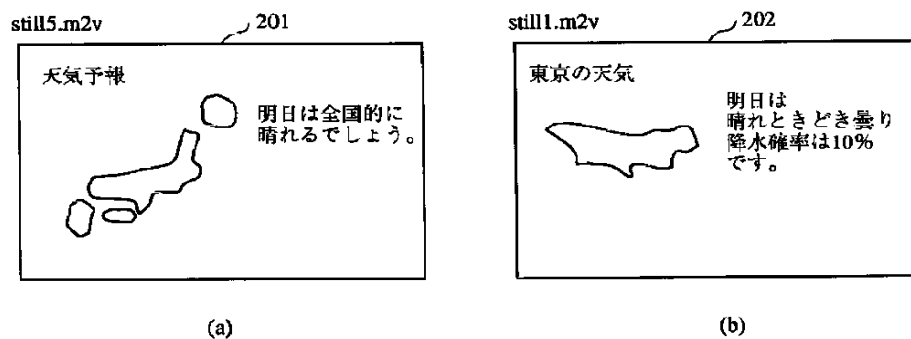 still5.m2v
201
天気予報
明日は全国的に
晴れるでしょう。
(a)
still1.m2v
202
東京の天気
明日は
晴れときどき曇り
降水確率は10%
です。
(b)